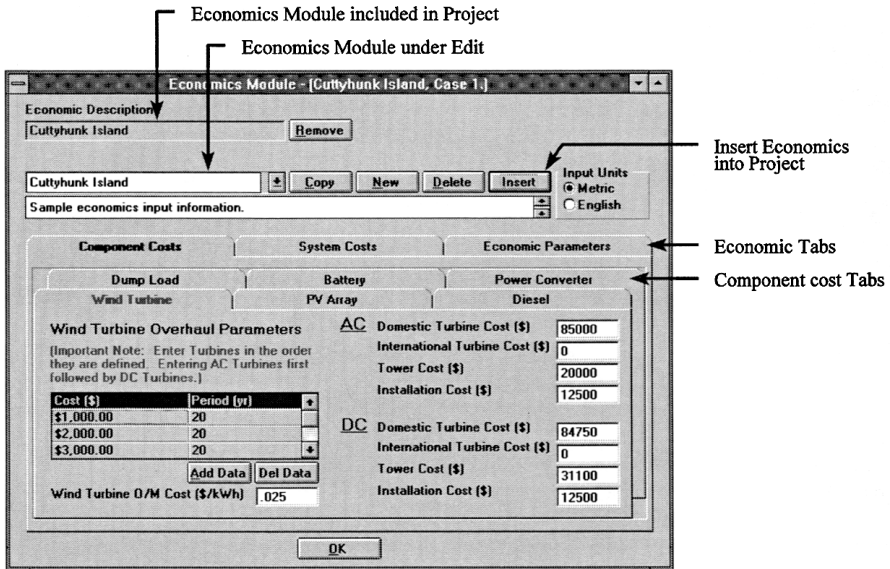 Economics Module included in Project
Economics Module under Edit
Economics Module - [Cuttyhunk Island, Case 1.]
Economic Description
Cuttyhunk Island
Remove
Insert Economics
into Project
Cuttyhunk Island
Copy
New
Delete
Insert
Input Units
Metric
English
Sample economics input information.
Component Costs
System Costs
Economic Parameters
Economic Tabs
Dump Load
Battery
Power Converter
Component cost Tabs
Wind Turbine
PV Array
Diesel
Wind Turbine Overhaul Parameters
(Important Note: Enter Turbines in the order
they are defined. Entering AC Turbines first
followed by DC Turbines.)
Cost ($) Period (yr)
$1,000.00 20
$2,000.00 20
$3,000.00 20
Add Data
Del Data
Wind Turbine O/M Cost ($/kWh) .025
AC
Domestic Turbine Cost ($) 85000
International Turbine Cost ($) 0
Tower Cost ($) 20000
Installation Cost ($) 12500
DC
Domestic Turbine Cost ($) 84750
International Turbine Cost ($) 0
Tower Cost ($) 31100
Installation Cost ($) 12500
OK